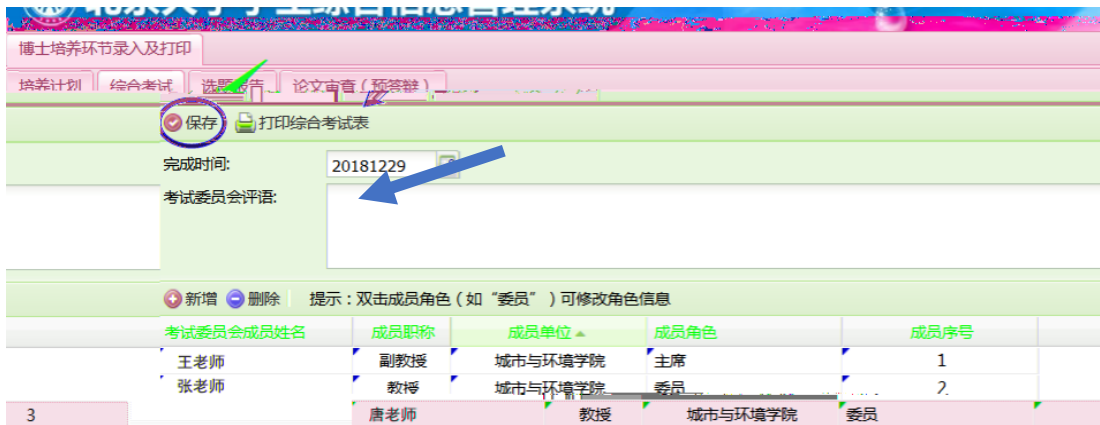 博士培养环节录入及打印
培养计划 综合考试 选题报告 论文审查（预答辩）
保存 打印综合考试表
完成时间: 20181229
考试委员会评语:
新增 删除 提示：双击成员角色（如“委员”）可修改角色信息
考试委员会成员姓名 成员职称 成员单位 成员角色 成员序号
王老师 副教授 城市与环境学院 主席 1
张老师 教授 城市与环境学院 委员 2
3 唐老师 教授 城市与环境学院 委员